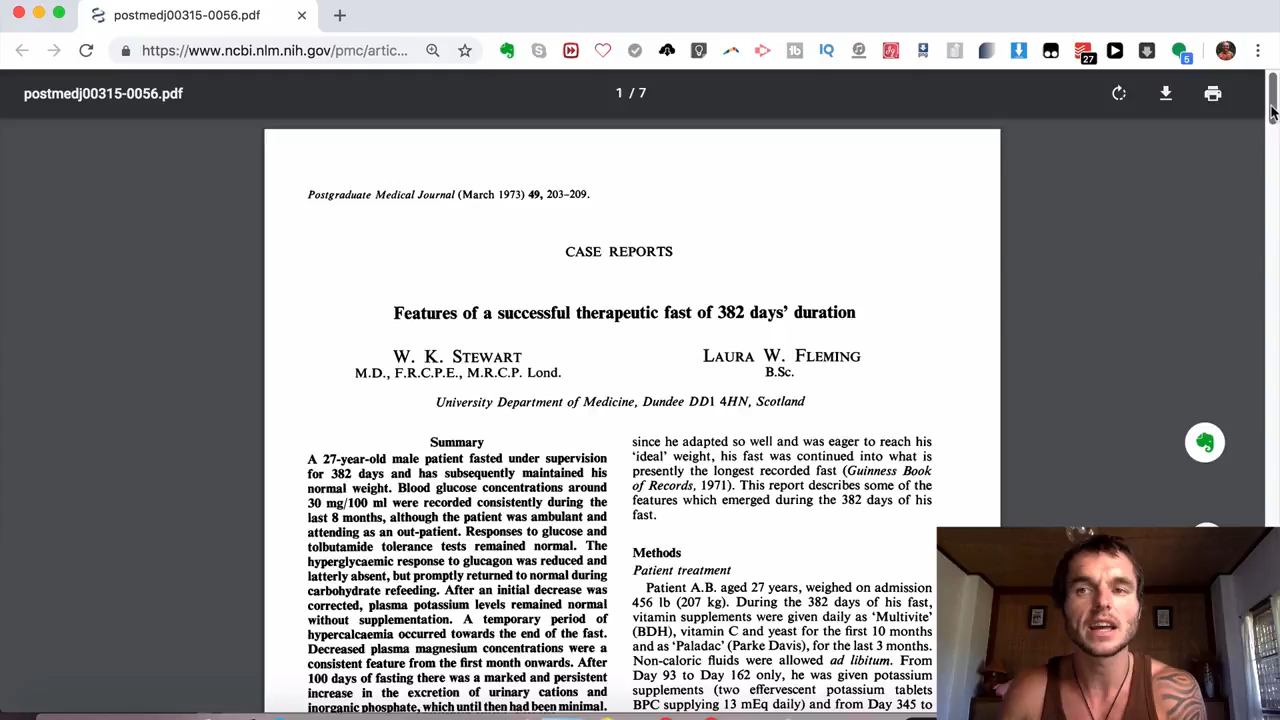 postmedj00315-0056.pdf
https://www.ncbi.nlm.nih.gov/pmc/artic...
tb
IQ
27
5
postmedj00315-0056.pdf
1 / 7
Postgraduate Medical Journal (March 1973) 49, 203–209.
CASE REPORTS
Features of a successful therapeutic fast of 382 days' duration
W. K. STEWART
M.D., F.R.C.P.E., M.R.C.P. Lond.
LAURA W. FLEMING
B.Sc.
University Department of Medicine, Dundee DD1 4HN, Scotland
Summary
A 27-year-old male patient fasted under supervision
for 382 days and has subsequently maintained his
normal weight. Blood glucose concentrations around
30 mg/100 ml were recorded consistently during the
last 8 months, although the patient was ambulant and
attending as an out-patient. Responses to glucose and
tolbutamide tolerance tests remained normal. The
hyperglycaemic response to glucagon was reduced and
latterly absent, but promptly returned to normal during
carbohydrate refeeding. After an initial decrease was
corrected, plasma potassium levels remained normal
without supplementation. A temporary period of
hypercalcaemia occurred towards the end of the fast.
Decreased plasma magnesium concentrations were a
consistent feature from the first month onwards. After
100 days of fasting there was a marked and persistent
increase in the excretion of urinary cations and
inorganic phosphate, which until then had been minimal.
since he adapted so well and was eager to reach his
'ideal' weight, his fast was continued into what is
presently the longest recorded fast (Guinness Book
of Records, 1971). This report describes some of the
features which emerged during the 382 days of his
fast.
Methods
Patient treatment
Patient A.B. aged 27 years, weighed on admission
456 lb (207 kg). During the 382 days of his fast,
vitamin supplements were given daily as 'Multivite'
(BDH), vitamin C and yeast for the first 10 months
and as 'Paladac' (Parke Davis), for the last 3 months.
Non-caloric fluids were allowed ad libitum. From
Day 93 to Day 162 only, he was given potassium
supplements (two effervescent potassium tablets
BPC supplying 13 mEq daily) and from Day 345 to